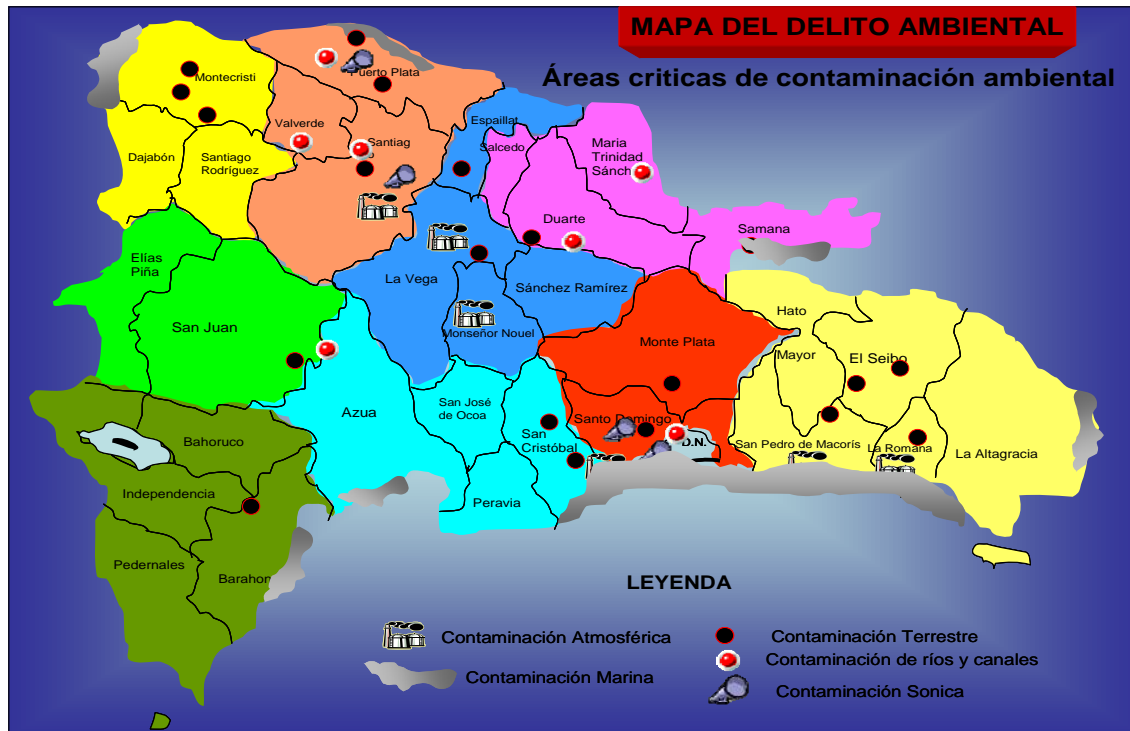 MAPA DEL DELITO AMBIENTAL
Áreas criticas de contaminación ambiental
Montecristi
Puerto Plata
Valverde
Santiag
o
Espaillat
Salcedo
Maria
Trinidad
Sánch
Dajabón
Santiago
Rodríguez
Duarte
Samana
Elías
Piña
La Vega
Sánchez Ramírez
San Juan
Monseñor Nouel
Monte Plata
Hato
Mayor
El Seibo
Azua
San José
de Ocoa
San
Cristóbal
Santo Domingo
D.N.
San Pedro de Macorís
La Romana
La Altagracia
Bahoruco
Independencia
Peravia
Pedernales
Barahon
LEYENDA
Contaminación Atmosférica
Contaminación Terrestre
Contaminación Marina
Contaminación de ríos y canales
Contaminación Sonica